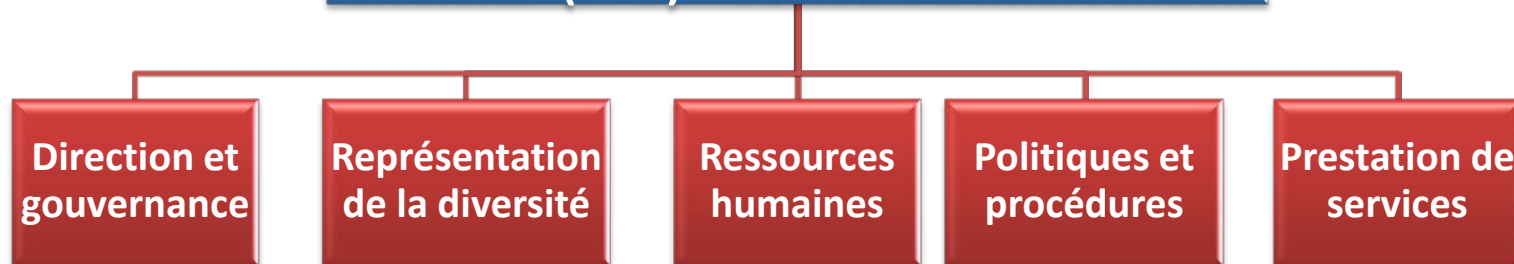 Direction et
gouvernance
Représentation
de la diversité
Ressources
humaines
Politiques et
procédures
Prestation de
services